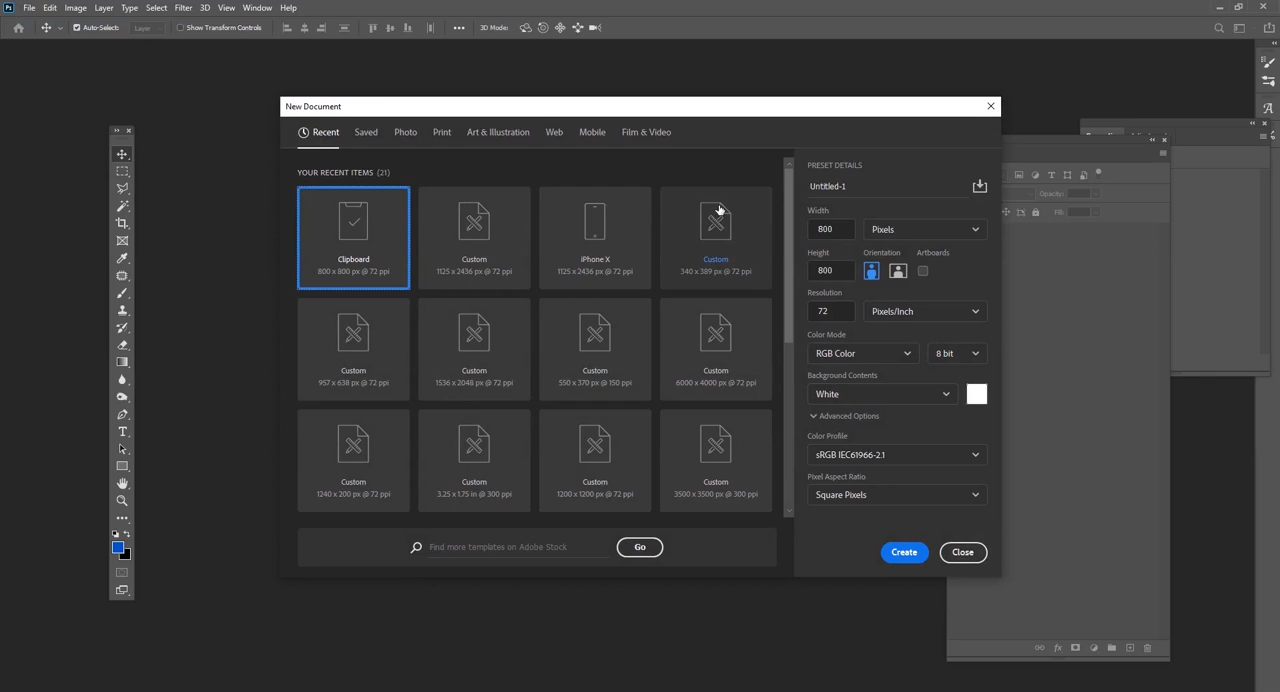 Ps File Edit Image Layer Type Select Filter 3D View Window Help
Auto-Select: Layer Show Transform Controls ••• 3D Mode:
New Document
Recent Saved Photo Print Art & Illustration Web Mobile Film & Video
YOUR RECENT ITEMS (21)
Clipboard
800 x 800 px @ 72 ppi
Custom
1125 x 2436 px @ 72 ppi
iPhone X
1125 x 2436 px @ 72 ppi
Custom
340 x 389 px @ 72 ppi
Custom
957 x 638 px @ 72 ppi
Custom
1536 x 2048 px @ 72 ppi
Custom
550 x 370 px @ 150 ppi
Custom
6000 x 4000 px @ 72 ppi
Custom
1240 x 200 px @ 72 ppi
Custom
3.25 x 1.75 in @ 300 ppi
Custom
1200 x 1200 px @ 72 ppi
Custom
3500 x 3500 px @ 300 ppi
Find more templates on Adobe Stock Go
PRESET DETAILS
Untitled-1
Width
800 Pixels
Height Orientation Artboards
800
Resolution
72 Pixels/Inch
Color Mode
RGB Color 8 bit
Background Contents
White
Advanced Options
Color Profile
sRGB IEC61966-2.1
Pixel Aspect Ratio
Square Pixels
Create Close
Opacity:
Fill:
fx